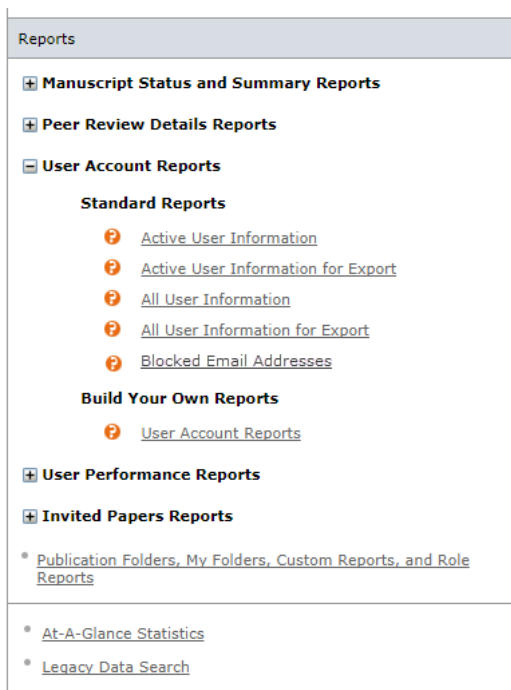 Reports
Manuscript Status and Summary Reports
Peer Review Details Reports
User Account Reports
Standard Reports
Active User Information
Active User Information for Export
All User Information
All User Information for Export
Blocked Email Addresses
Build Your Own Reports
User Account Reports
User Performance Reports
Invited Papers Reports
Publication Folders, My Folders, Custom Reports, and Role
Reports
At-A-Glance Statistics
Legacy Data Search